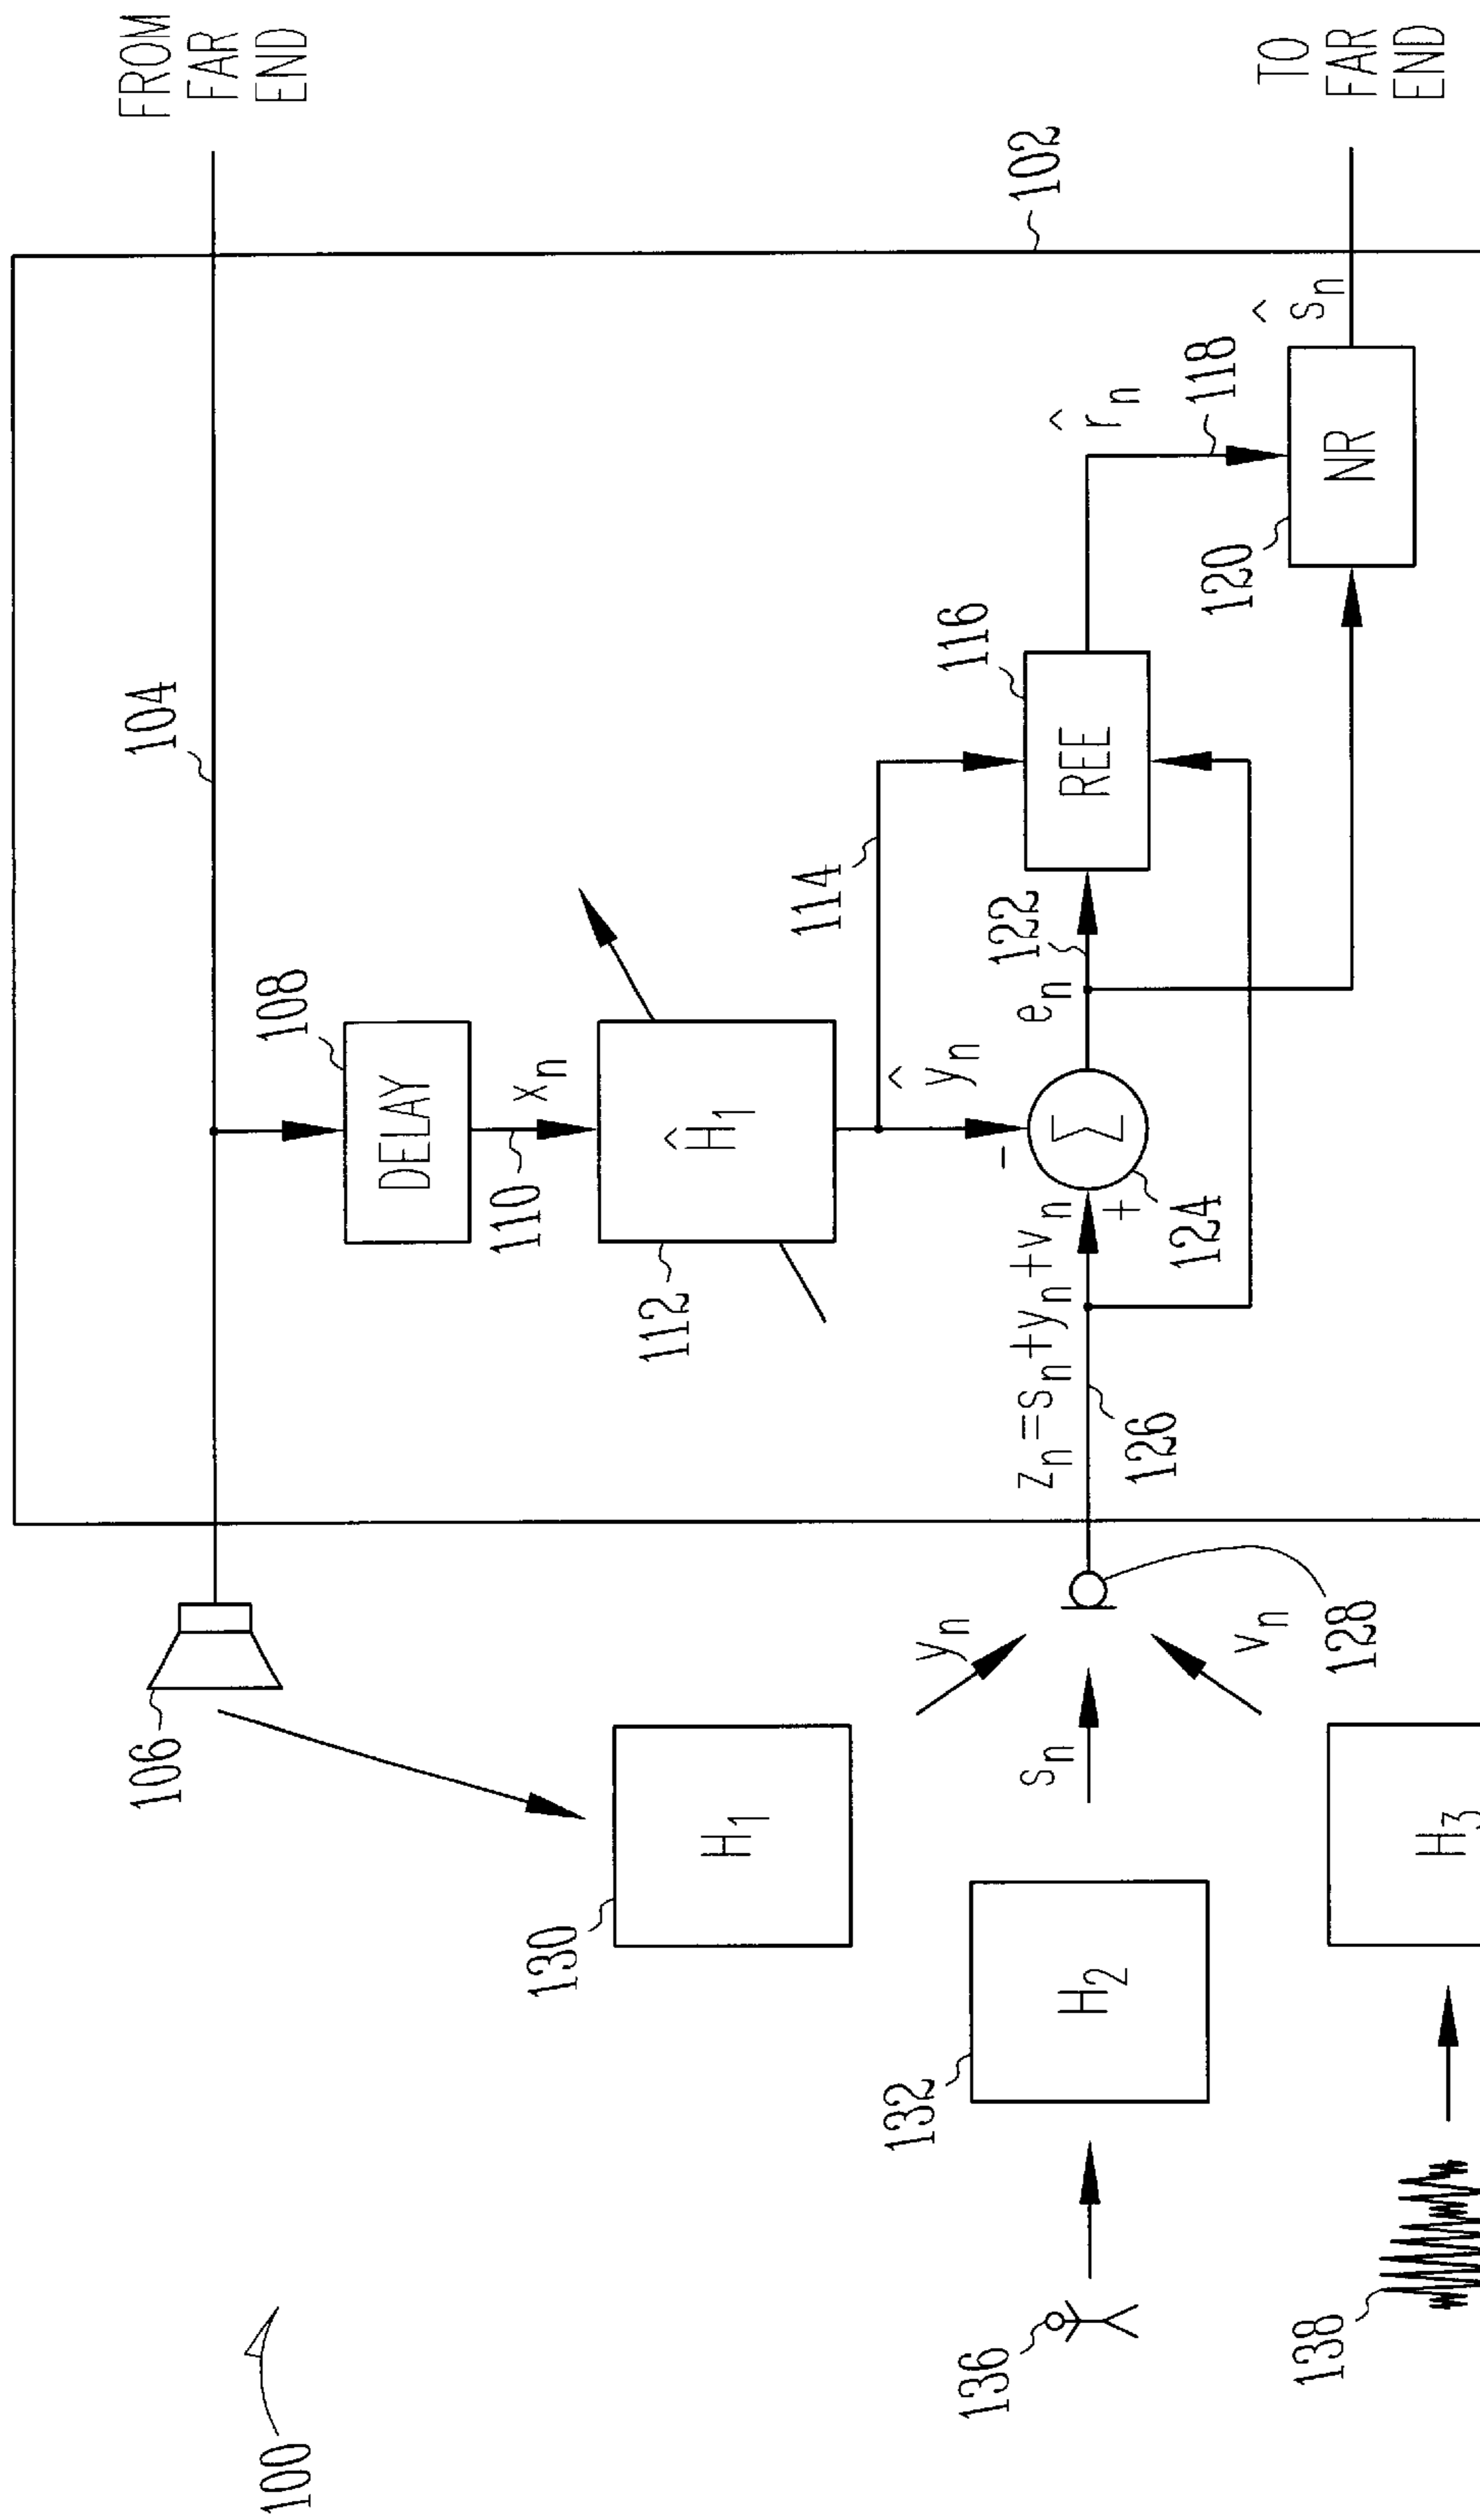 100
106
104
FROM
FAR
END
108
DELAY
110
x_n
112
Ĥ_1
130
H_1
114
ŷ_n
116
REE
102
132
H_2
y_n
s_n
z_n=s_n+y_n+v_n
126
-
+
Σ
124
e_n
122
r̂_n
118
136
v_n
128
120
NR
ŝ_n
TO
FAR
END
138
H_3